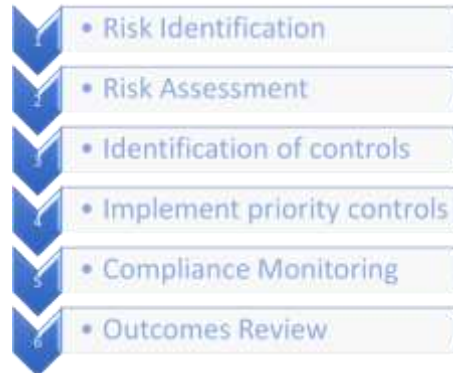 1
• Risk Identification
2
• Risk Assessment
3
• Identification of controls
4
• Implement priority controls
5
• Compliance Monitoring
6
• Outcomes Review